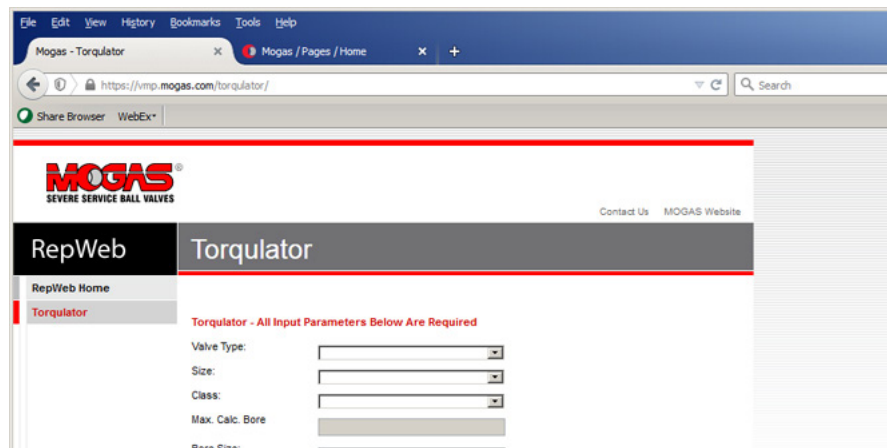 File Edit View History Bookmarks Tools Help
Mogas - Torqulator × Mogas / Pages / Home × +
https://vmp.mogas.com/torqulator/ Search
Share Browser WebEx
MOGAS®
SEVERE SERVICE BALL VALVES
Contact Us MOGAS Website
RepWeb Torqulator
RepWeb Home
Torqulator
Torqulator - All Input Parameters Below Are Required
Valve Type:
Size:
Class:
Max. Calc. Bore
Bore Size: